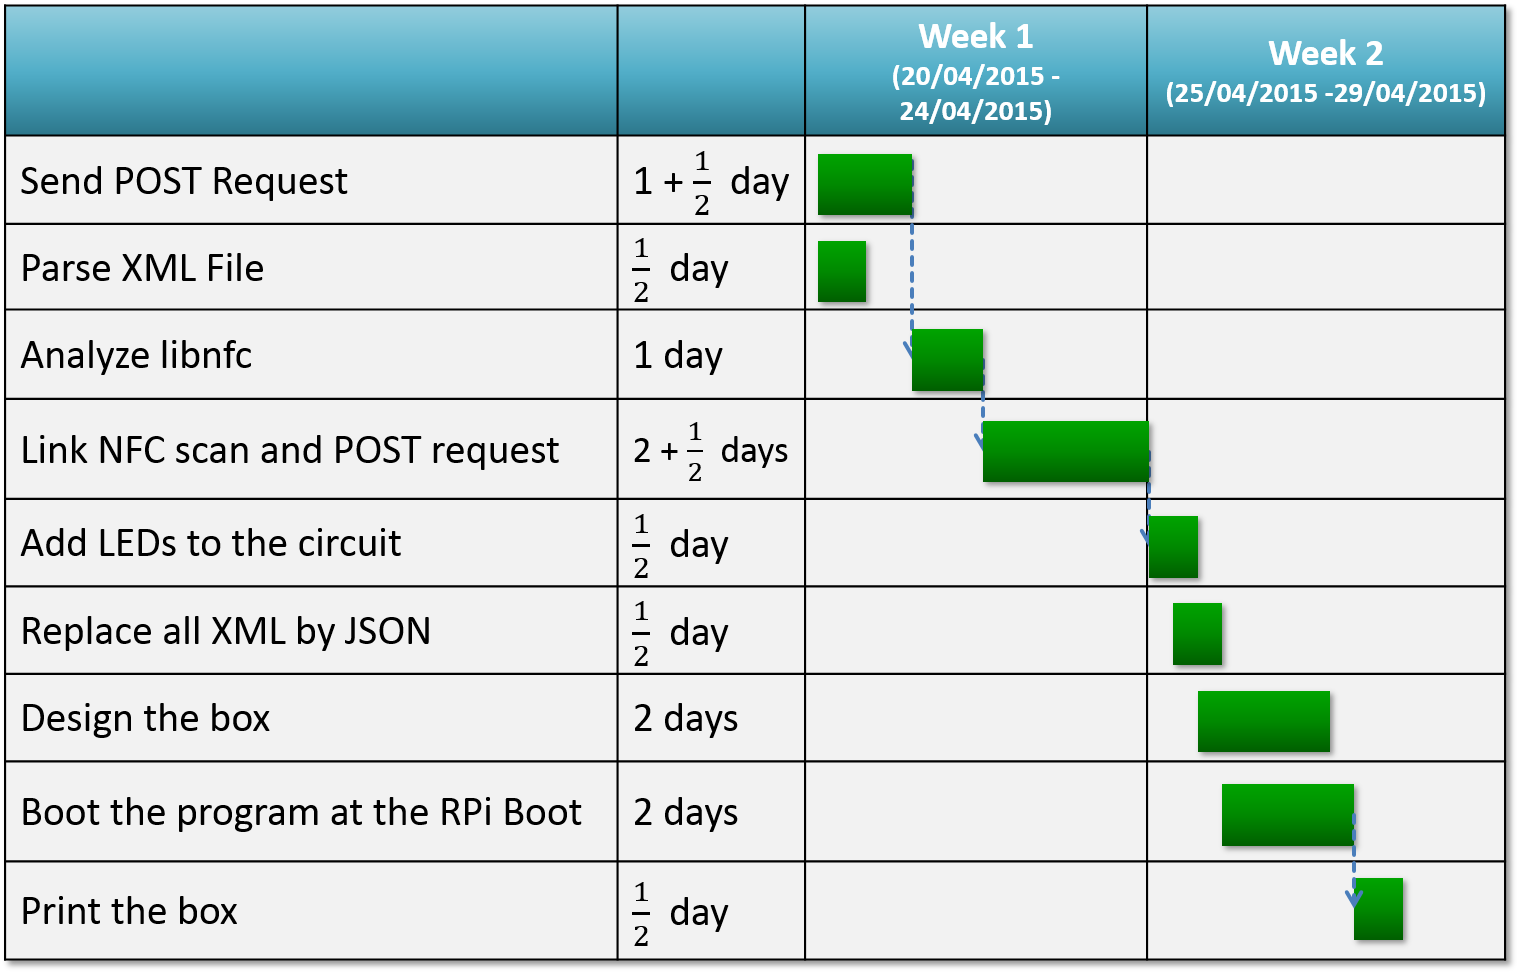 Week 1
(20/04/2015 -
24/04/2015)
Week 2
(25/04/2015 -29/04/2015)
Send POST Request
1 + 1/2 day
Parse XML File
1/2 day
Analyze libnfc
1 day
Link NFC scan and POST request
2 + 1/2 days
Add LEDs to the circuit
1/2 day
Replace all XML by JSON
1/2 day
Design the box
2 days
Boot the program at the RPi Boot
2 days
Print the box
1/2 day